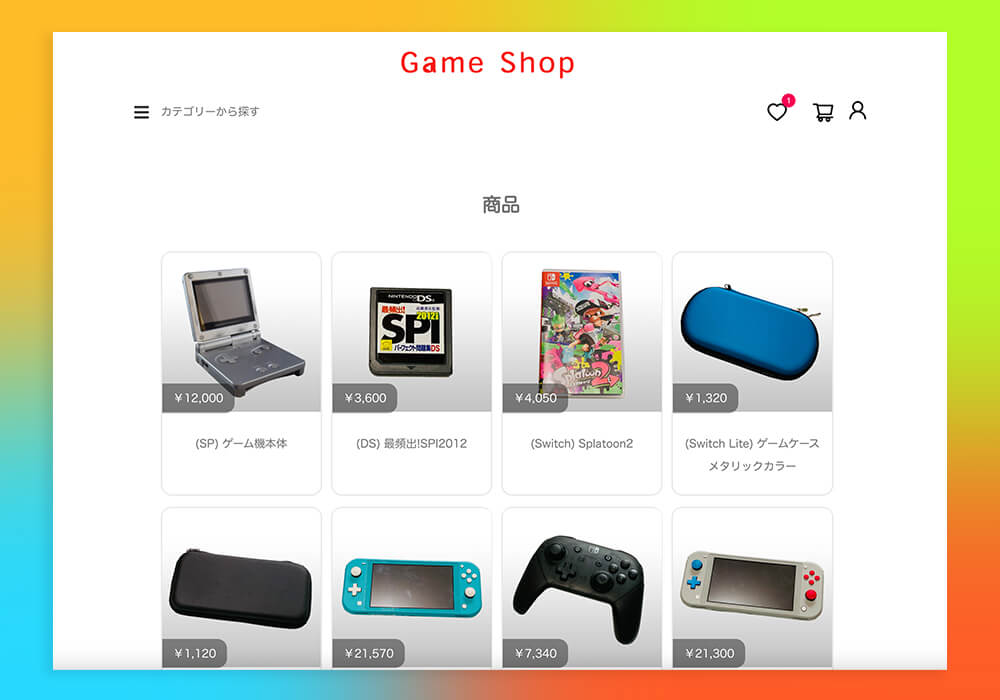 Game Shop
カテゴリーから探す
1
商品
NINTENDO DS
最頻出!
2012
SPI
パーフェクト問題集DS
Splatoon2
¥12,000
¥3,600
¥4,050
¥1,320
(SP) ゲーム機本体
(DS) 最頻出!SPI2012
(Switch) Splatoon2
(Switch Lite) ゲームケース
メタリックカラー
¥1,120
¥21,570
¥7,340
¥21,300